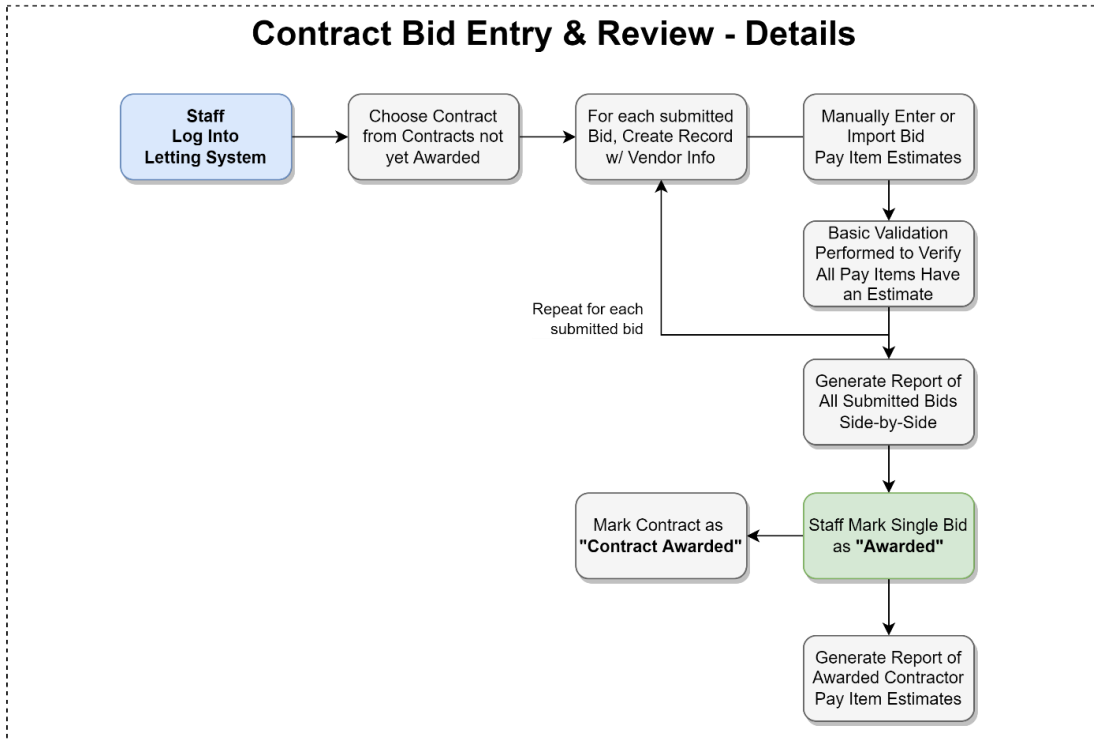 Contract Bid Entry & Review - Details
Staff
Log Into
Letting System
Choose Contract
from Contracts not
yet Awarded
For each submitted
Bid, Create Record
w/ Vendor Info
Manually Enter or
Import Bid
Pay Item Estimates
Basic Validation
Performed to Verify
All Pay Items Have
an Estimate
Repeat for each
submitted bid
Generate Report of
All Submitted Bids
Side-by-Side
Staff Mark Single Bid
as "Awarded"
Mark Contract as
"Contract Awarded"
Generate Report of
Awarded Contractor
Pay Item Estimates